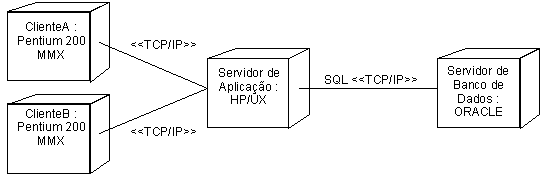 ClienteA :
Pentium 200
MMX
<<TCP/IP>>
Servidor de
Aplicação :
HP/UX
SQL <<TCP/IP>>
Servidor de
Banco de
Dados :
ORACLE
ClienteB :
Pentium 200
MMX
<<TCP/IP>>